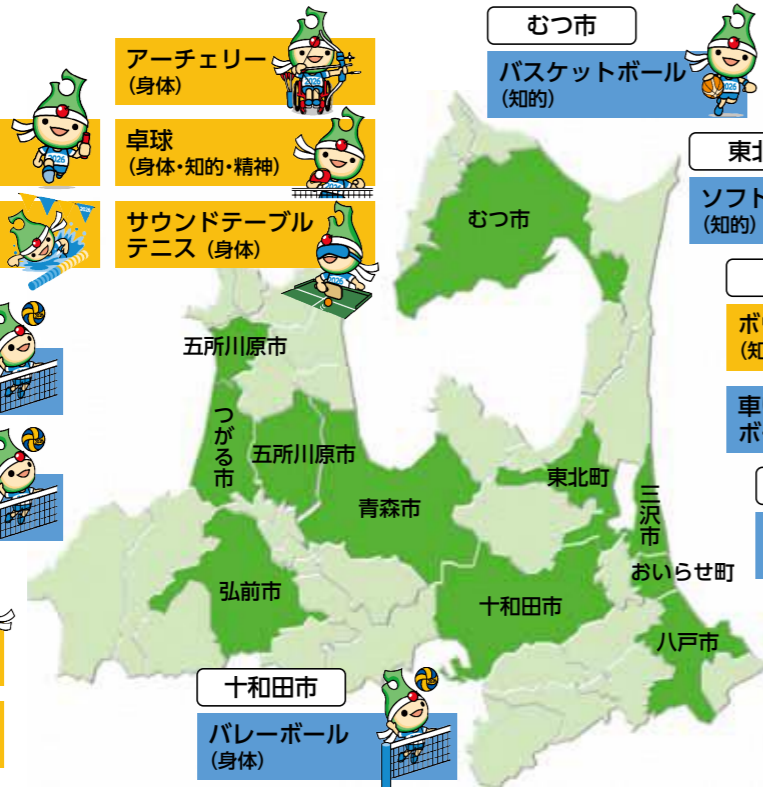 アーチェリー
(身体)
卓球
(身体・知的・精神)
サウンドテーブル
テニス (身体)
むつ市
バスケットボール
(知的)
東北
ソフト
(知的)
ボ
(知
車
ボ
むつ市
五所川原市
つがる市
五所川原市
青森市
東北町
三沢市
おいらせ町
弘前市
十和田市
八戸市
十和田市
バレーボール
(身体)
2026
2026
2026